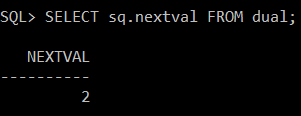 SQL> SELECT sq.nextval FROM dual;
NEXTVAL
----------
2